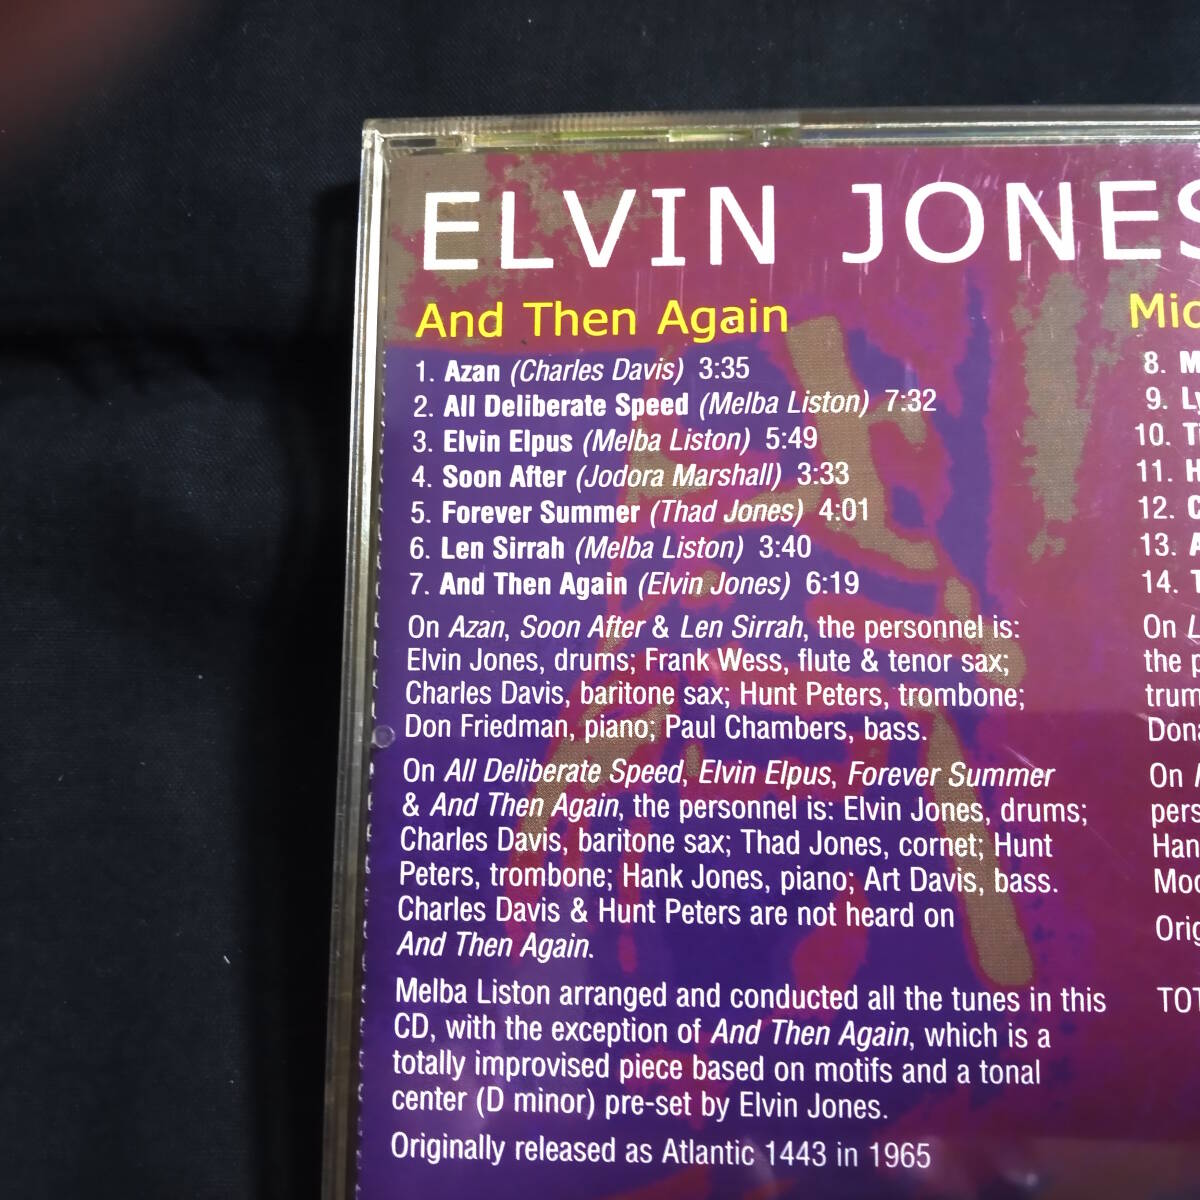 ELVIN JONES
And Then Again
1. Azan (Charles Davis) 3:35
2. All Deliberate Speed (Melba Liston) 7:32
3. Elvin Elpus (Melba Liston) 5:49
4. Soon After (Jodora Marshall) 3:33
5. Forever Summer (Thad Jones) 4:01
6. Len Sirrah (Melba Liston) 3:40
7. And Then Again (Elvin Jones) 6:19
On Azan, Soon After & Len Sirrah, the personnel is:
Elvin Jones, drums; Frank Wess, flute & tenor sax;
Charles Davis, baritone sax; Hunt Peters, trombone;
Don Friedman, piano; Paul Chambers, bass.
On All Deliberate Speed, Elvin Elpus, Forever Summer
& And Then Again, the personnel is: Elvin Jones, drums;
Charles Davis, baritone sax; Thad Jones, cornet; Hunt
Peters, trombone; Hank Jones, piano; Art Davis, bass.
Charles Davis & Hunt Peters are not heard on
And Then Again.
Melba Liston arranged and conducted all the tunes in this
CD, with the exception of And Then Again, which is a
totally improvised piece based on motifs and a tonal
center (D minor) pre-set by Elvin Jones.
Originally released as Atlantic 1443 in 1965
8.
9.
10.
11.
12.
13.
14.
On
the